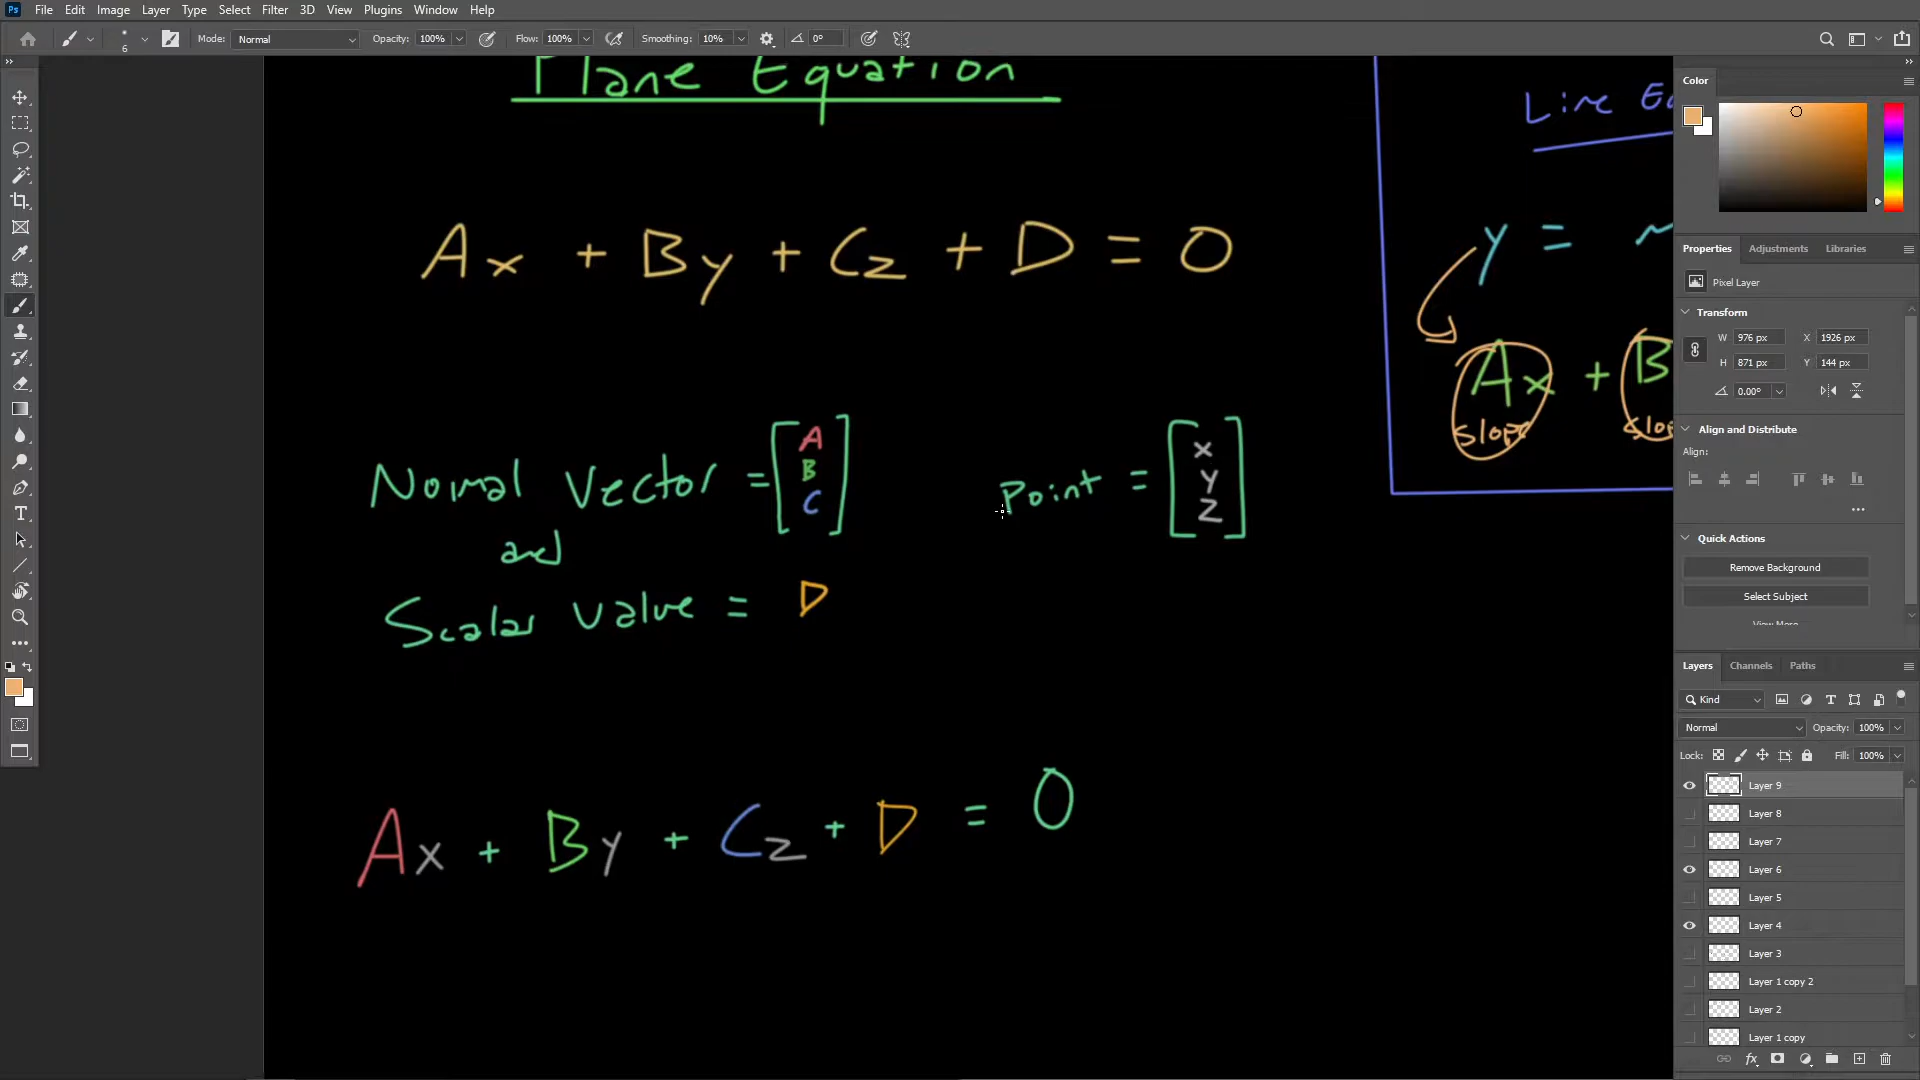 Ps File Edit Image Layer Type Select Filter 3D View Plugins Window Help
6 Mode: Normal Opacity: 100% Flow: 100% Smoothing: 10% 0°
Plane Equation
Ax + By + Cz + D = 0
Normal Vector = [A B C]
and
Scalar Value = D
Point = [x y z]
Ax + By + Cz + D = 0
Line
y =
Ax + B
slope
Color
Properties Adjustments Libraries
Pixel Layer
Transform
W 976 px X 1926 px
H 871 px Y 144 px
0.00°
Align and Distribute
Align:
Quick Actions
Remove Background
Select Subject
View More
Layers Channels Paths
Kind
Normal Opacity: 100%
Lock: Fill: 100%
Layer 9
Layer 8
Layer 7
Layer 6
Layer 5
Layer 4
Layer 3
Layer 1 copy 2
Layer 2
Layer 1 copy
fx